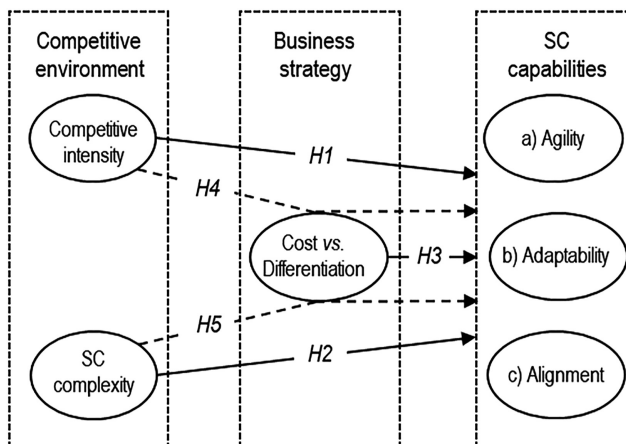 Competitive
environment
Business
strategy
SC
capabilities
Competitive
intensity
H1
a) Agility
H4
Cost vs.
Differentiation
H3
b) Adaptability
H5
H2
SC
complexity
c) Alignment